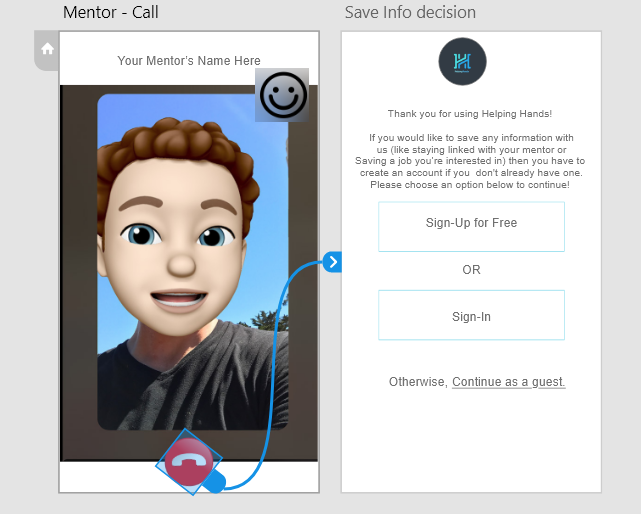 Mentor - Call
Save Info decision
Your Mentor's Name Here
Thank you for using Helping Hands!
If you would like to save any information with
us (like staying linked with your mentor or
Saving a job you're interested in) then you have to
create an account if you don't already have one.
Please choose an option below to continue!
Sign-Up for Free
OR
Sign-In
Otherwise, Continue as a guest.